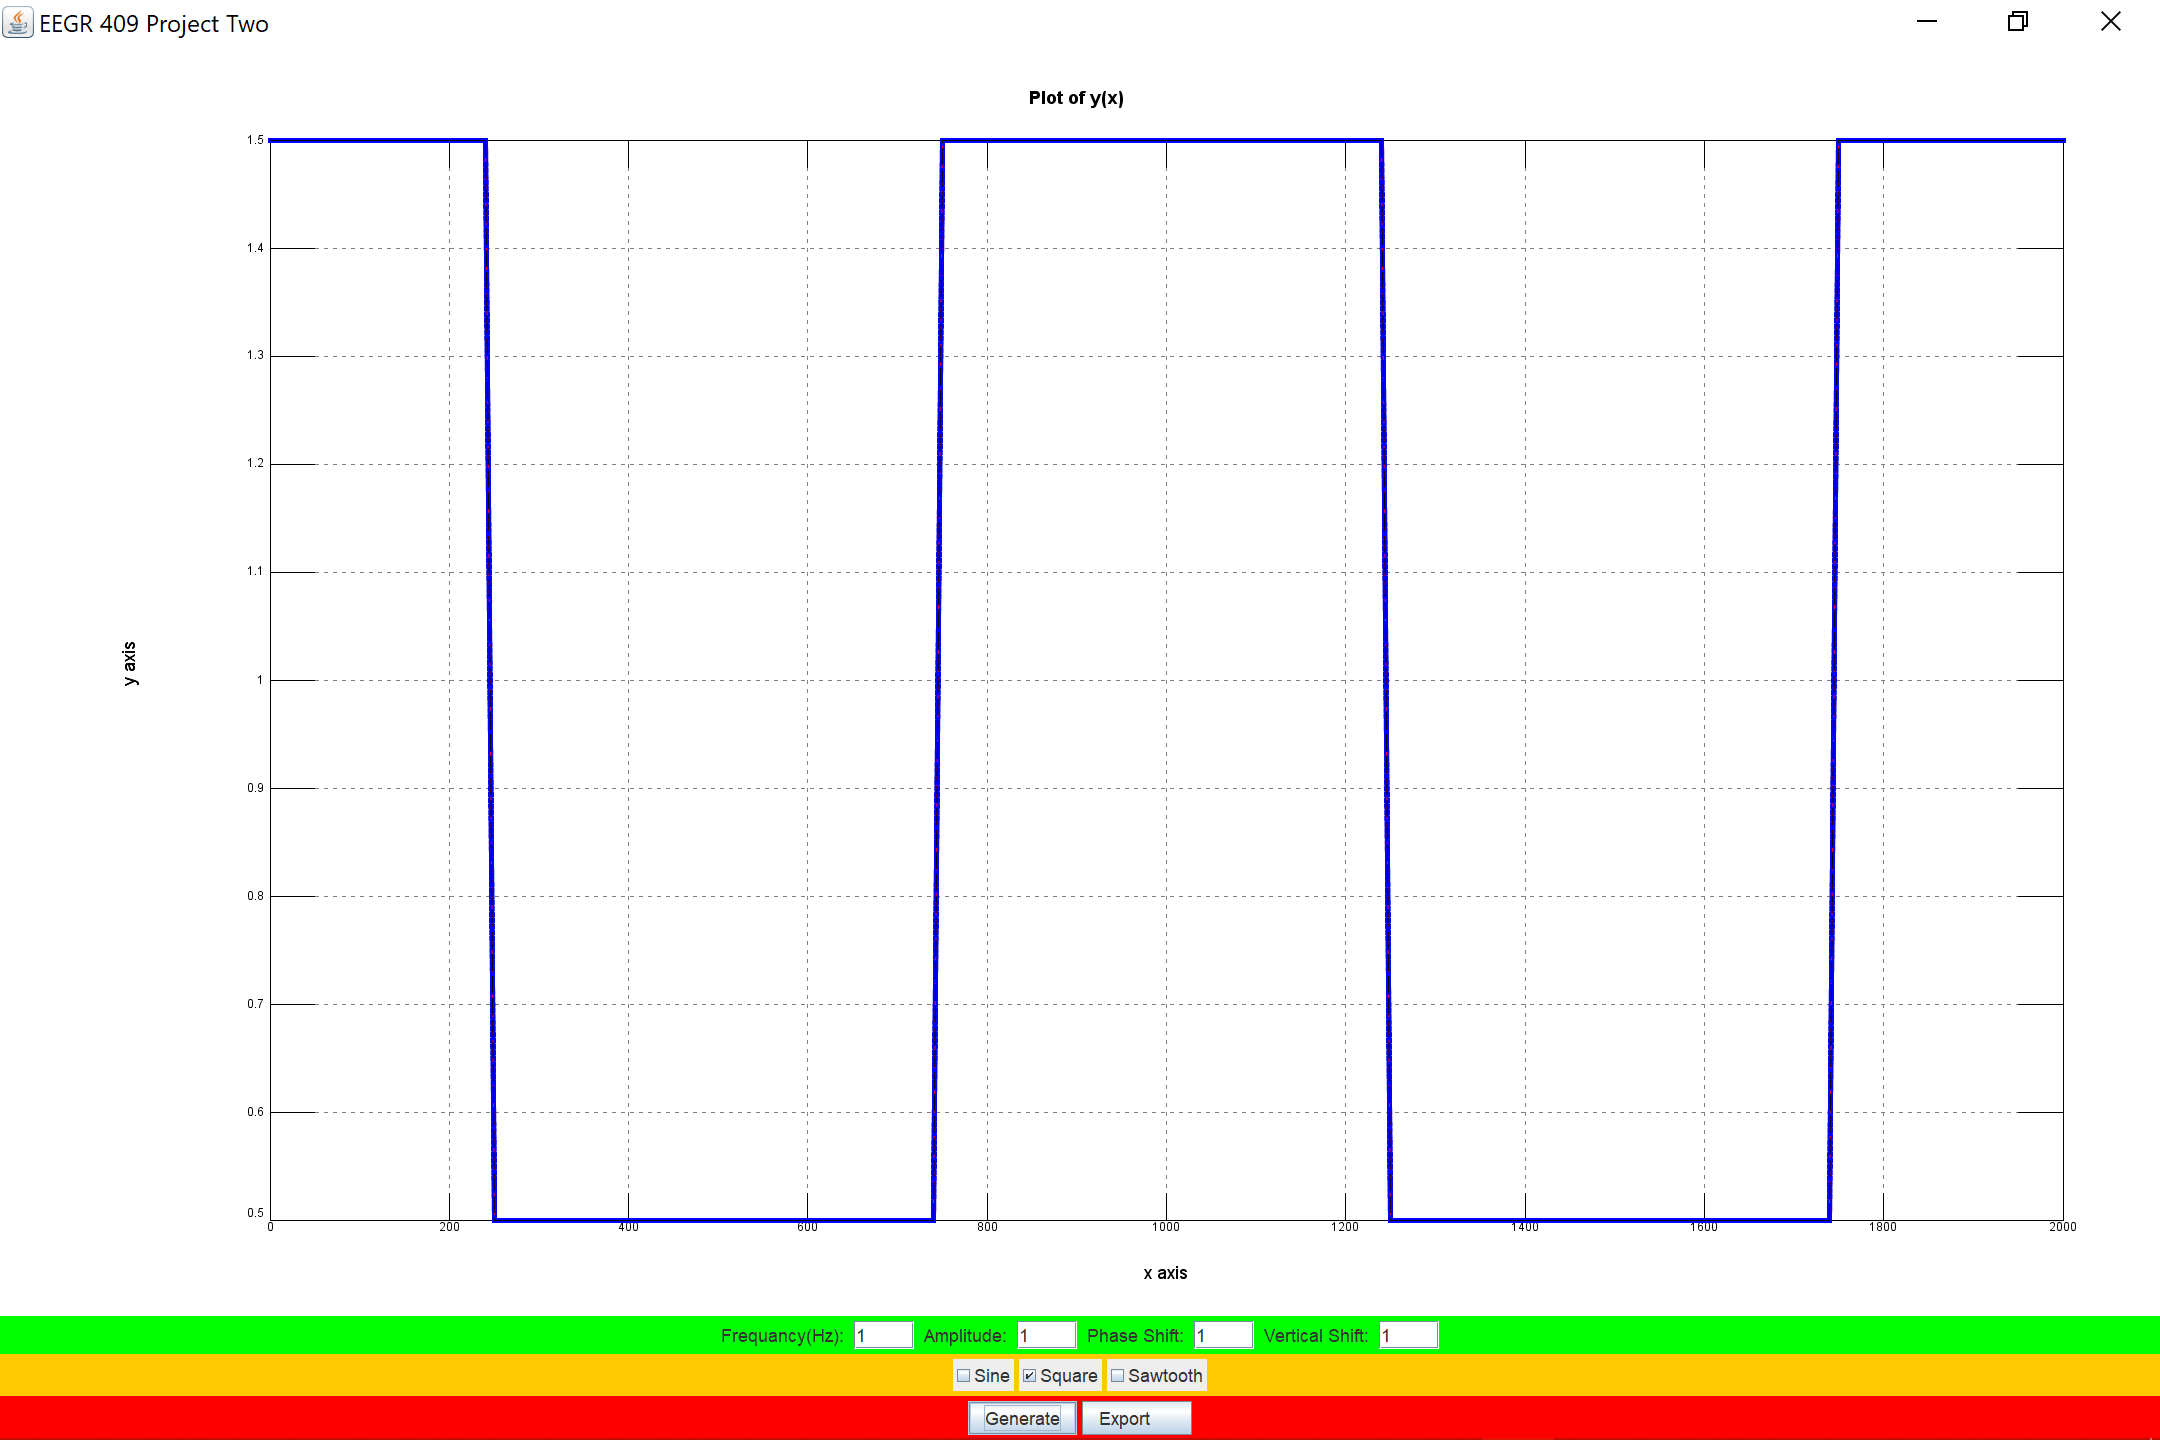 EEGR 409 Project Two
Plot of y(x)
1.5
1.4
1.3
1.2
1.1
1
0.9
0.8
0.7
0.6
0.5
y axis
0 200 400 600 800 1000 1200 1400 1600 1800 2000
x axis
Frequancy(Hz): 1 Amplitude: 1 Phase Shift: 1 Vertical Shift: 1
Sine Square Sawtooth
Generate Export